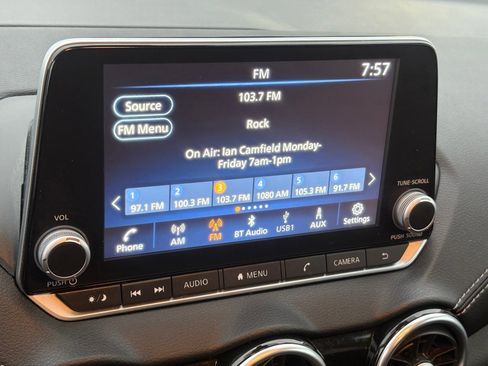 FM
7:57
Source
103.7 FM
FM Menu
Rock
On Air: Ian Camfield Monday-
Friday 7am-1pm
1 2 3 4 5 6
97.1 FM 100.3 FM 103.7 FM 1080 AM 105.3 FM 91.7 FM
Phone AM FM BT Audio USB1 AUX Settings
VOL
PUSH
TUNE·SCROLL
PUSH SOUND
AUDIO MENU CAMERA